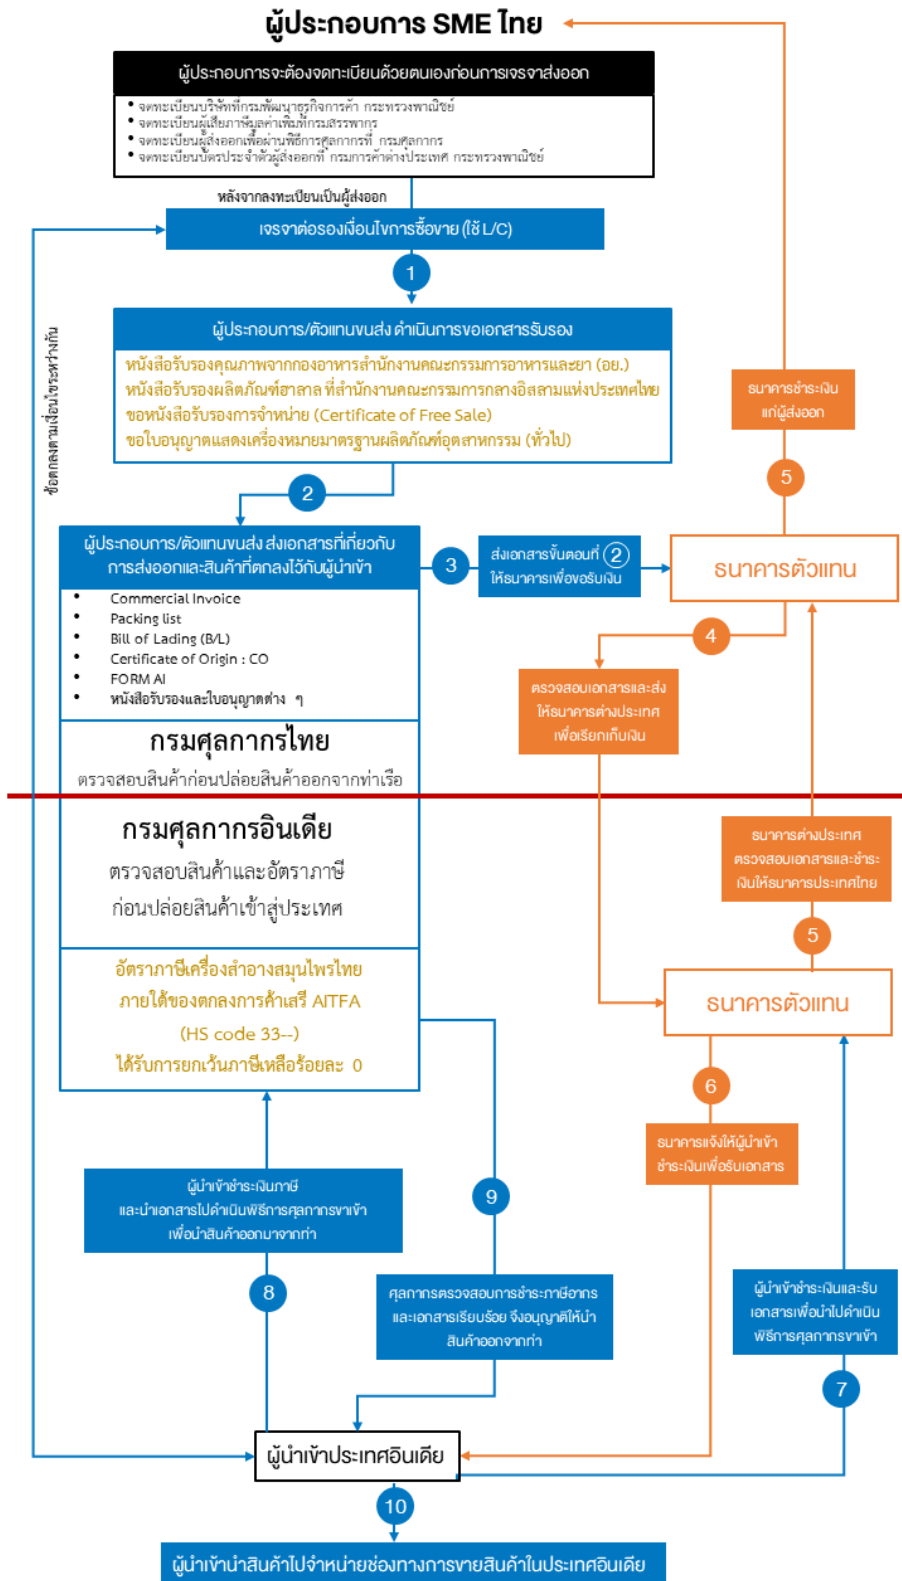 ผู้ประกอบการ SME ไทย
ผู้ประกอบการจะต้องจดทะเบียนด้วยตนเองก่อนการเจรจาส่งออก
• จดทะเบียนบริษัทที่กรมพัฒนาธุรกิจการค้า กระทรวงพาณิชย์
• จดทะเบียนผู้เสียภาษีมูลค่าเพิ่มที่กรมสรรพากร
• จดทะเบียนผู้ส่งออกเพื่อผ่านพิธีการศุลกากรที่ กรมศุลกากร
• จดทะเบียนบัตรประจำตัวผู้ส่งออกที่ กรมการค้าต่างประเทศ กระทรวงพาณิชย์
หลังจากลงทะเบียนเป็นผู้ส่งออก
เจรจาต่อรองเงื่อนไขการซื้อขาย (ใช้ L/C)
1
ข้อตกลงตามเงื่อนไขระหว่างกัน
ผู้ประกอบการ/ตัวแทนขนส่ง ดำเนินการขอเอกสารรับรอง
หนังสือรับรองคุณภาพจากกองอาหารสำนักงานคณะกรรมการอาหารและยา (อย.)
หนังสือรับรองผลิตภัณฑ์ฮาลาล ที่สำนักงานคณะกรรมการกลางอิสลามแห่งประเทศไทย
ขอหนังสือรับรองการจำหน่าย (Certificate of Free Sale)
ขอใบอนุญาตแสดงเครื่องหมายมาตรฐานผลิตภัณฑ์อุตสาหกรรม (ทั่วไป)
ธนาคารชำระเงิน
แก่ผู้ส่งออก
5
2
ผู้ประกอบการ/ตัวแทนขนส่ง ส่งเอกสารที่เกี่ยวกับ
การส่งออกและสินค้าที่ตกลงไว้กับผู้นำเข้า
3
ส่งเอกสารขั้นตอนที่ 2
ให้ธนาคารเพื่อขอรับเงิน
ธนาคารตัวแทน
• Commercial Invoice
• Packing list
• Bill of Lading (B/L)
• Certificate of Origin : CO
• FORM AI
• หนังสือรับรองและใบอนุญาตต่าง ๆ
4
ตรวจสอบเอกสารและส่ง
ให้ธนาคารต่างประเทศ
เพื่อเรียกเก็บเงิน
กรมศุลกากรไทย
ตรวจสอบสินค้าก่อนปล่อยสินค้าออกจากท่าเรือ
กรมศุลกากรอินเดีย
ตรวจสอบสินค้าและอัตราภาษี
ก่อนปล่อยสินค้าเข้าสู่ประเทศ
ธนาคารต่างประเทศ
ตรวจสอบเอกสารและชำระ
เงินให้ธนาคารประเทศไทย
5
อัตราภาษีเครื่องสำอางสมุนไพรไทย
ภายใต้ของตกลงการค้าเสรี AITFA
(HS code 33--)
ได้รับการยกเว้นภาษีเหลือร้อยละ 0
ธนาคารตัวแทน
6
ธนาคารแจ้งให้ผู้นำเข้า
ชำระเงินเพื่อรับเอกสาร
ผู้นำเข้าชำระเงินภาษี
และนำเอกสารไปดำเนินพิธีการศุลกากรขาเข้า
เพื่อนำสินค้าออกมาจากท่า
9
8
ศุลกากรตรวจสอบการชำระภาษีอากร
และเอกสารเรียบร้อย จึงอนุญาติให้นำ
สินค้าออกจากท่า
ผู้นำเข้าชำระเงินและรับ
เอกสารเพื่อนำไปดำเนิน
พิธีการศุลกากรขาเข้า
7
ผู้นำเข้าประเทศอินเดีย
10
ผู้นำเข้านำสินค้าไปจำหน่ายช่องทางการขายสินค้าในประเทศอินเดีย